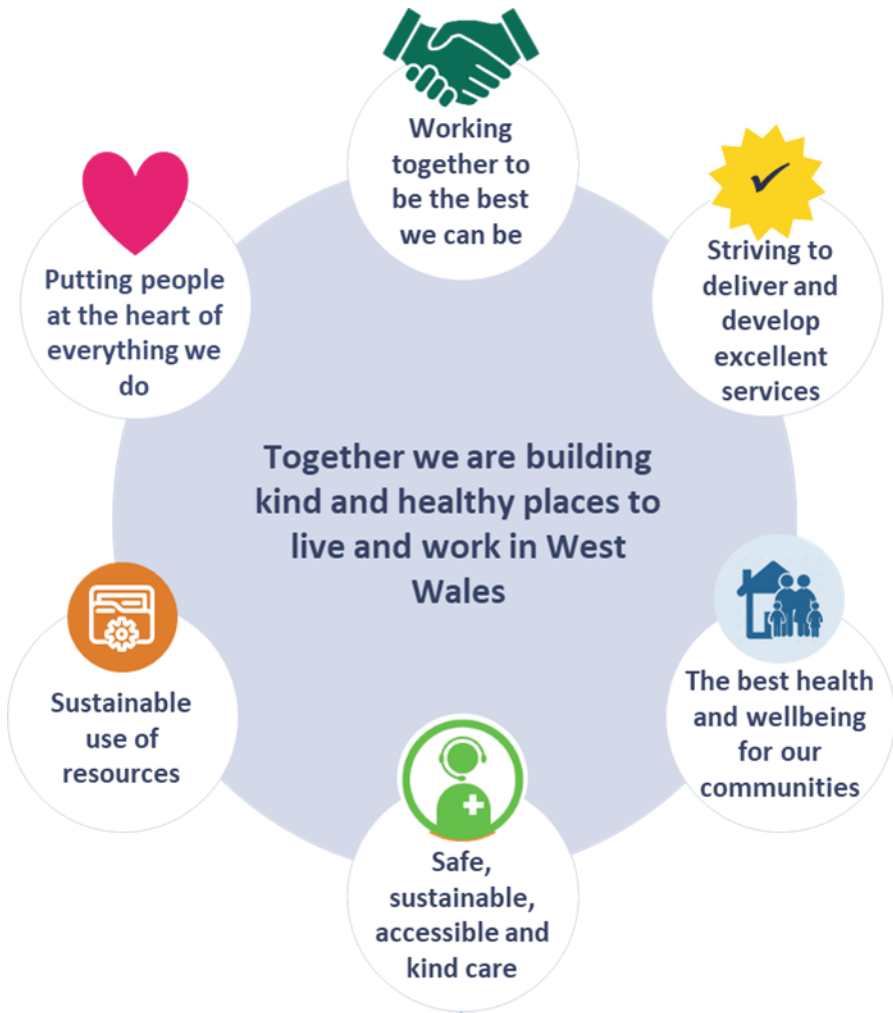 Working
together to
be the best
we can be
Striving to
deliver and
develop
excellent
services
Putting people
at the heart of
everything we
do
Together we are building
kind and healthy places to
live and work in West
Wales
Sustainable
use of
resources
The best health
and wellbeing
for our
communities
Safe,
sustainable,
accessible and
kind care